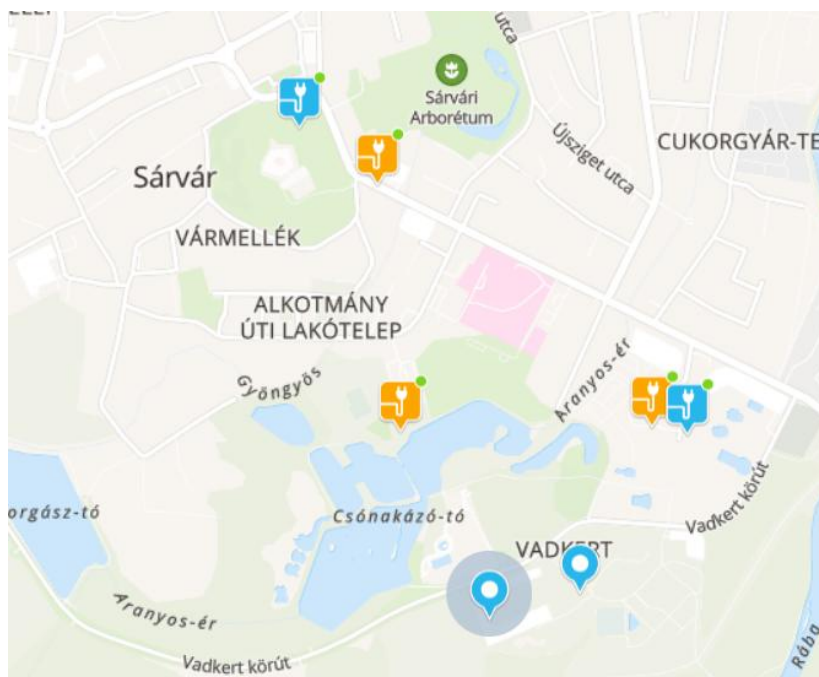 utca
Sárvári
Arborétum
Újsziget utca
CUKORGYÁR-TE
Sárvár
VÁRMELLÉK
ALKOTMÁNY
ÚTI LAKÓTELEP
Gyöngyös
Aranyos-ér
orgász-tó
Csónakázó-tó
Vadkert körút
VADKERT
Aranyos-ér
Vadkert körút
Rába